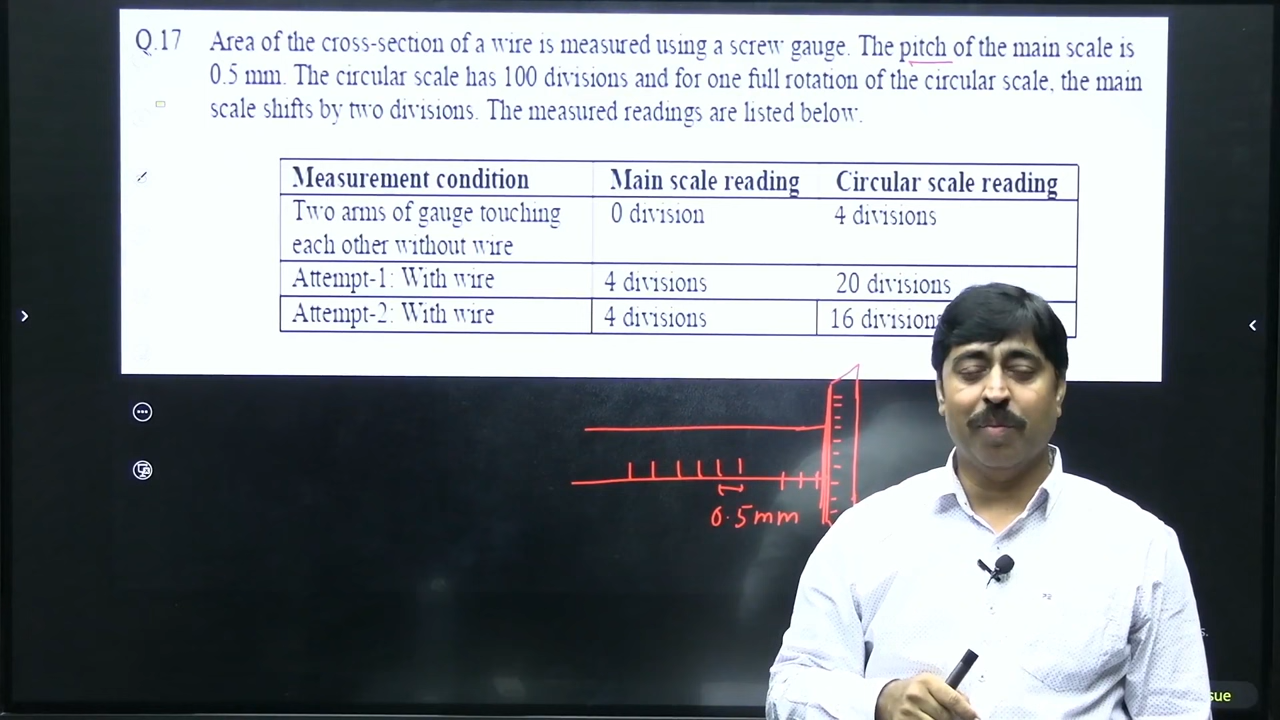 Q.17 Area of the cross-section of a wire is measured using a screw gauge. The pitch of the main scale is
0.5 mm. The circular scale has 100 divisions and for one full rotation of the circular scale, the main
scale shifts by two divisions. The measured readings are listed below.
Measurement condition Main scale reading Circular scale reading
Two arms of gauge touching 0 division 4 divisions
each other without wire
Attempt-1: With wire 4 divisions 20 divisions
Attempt-2: With wire 4 divisions 16 divisions
0.5mm